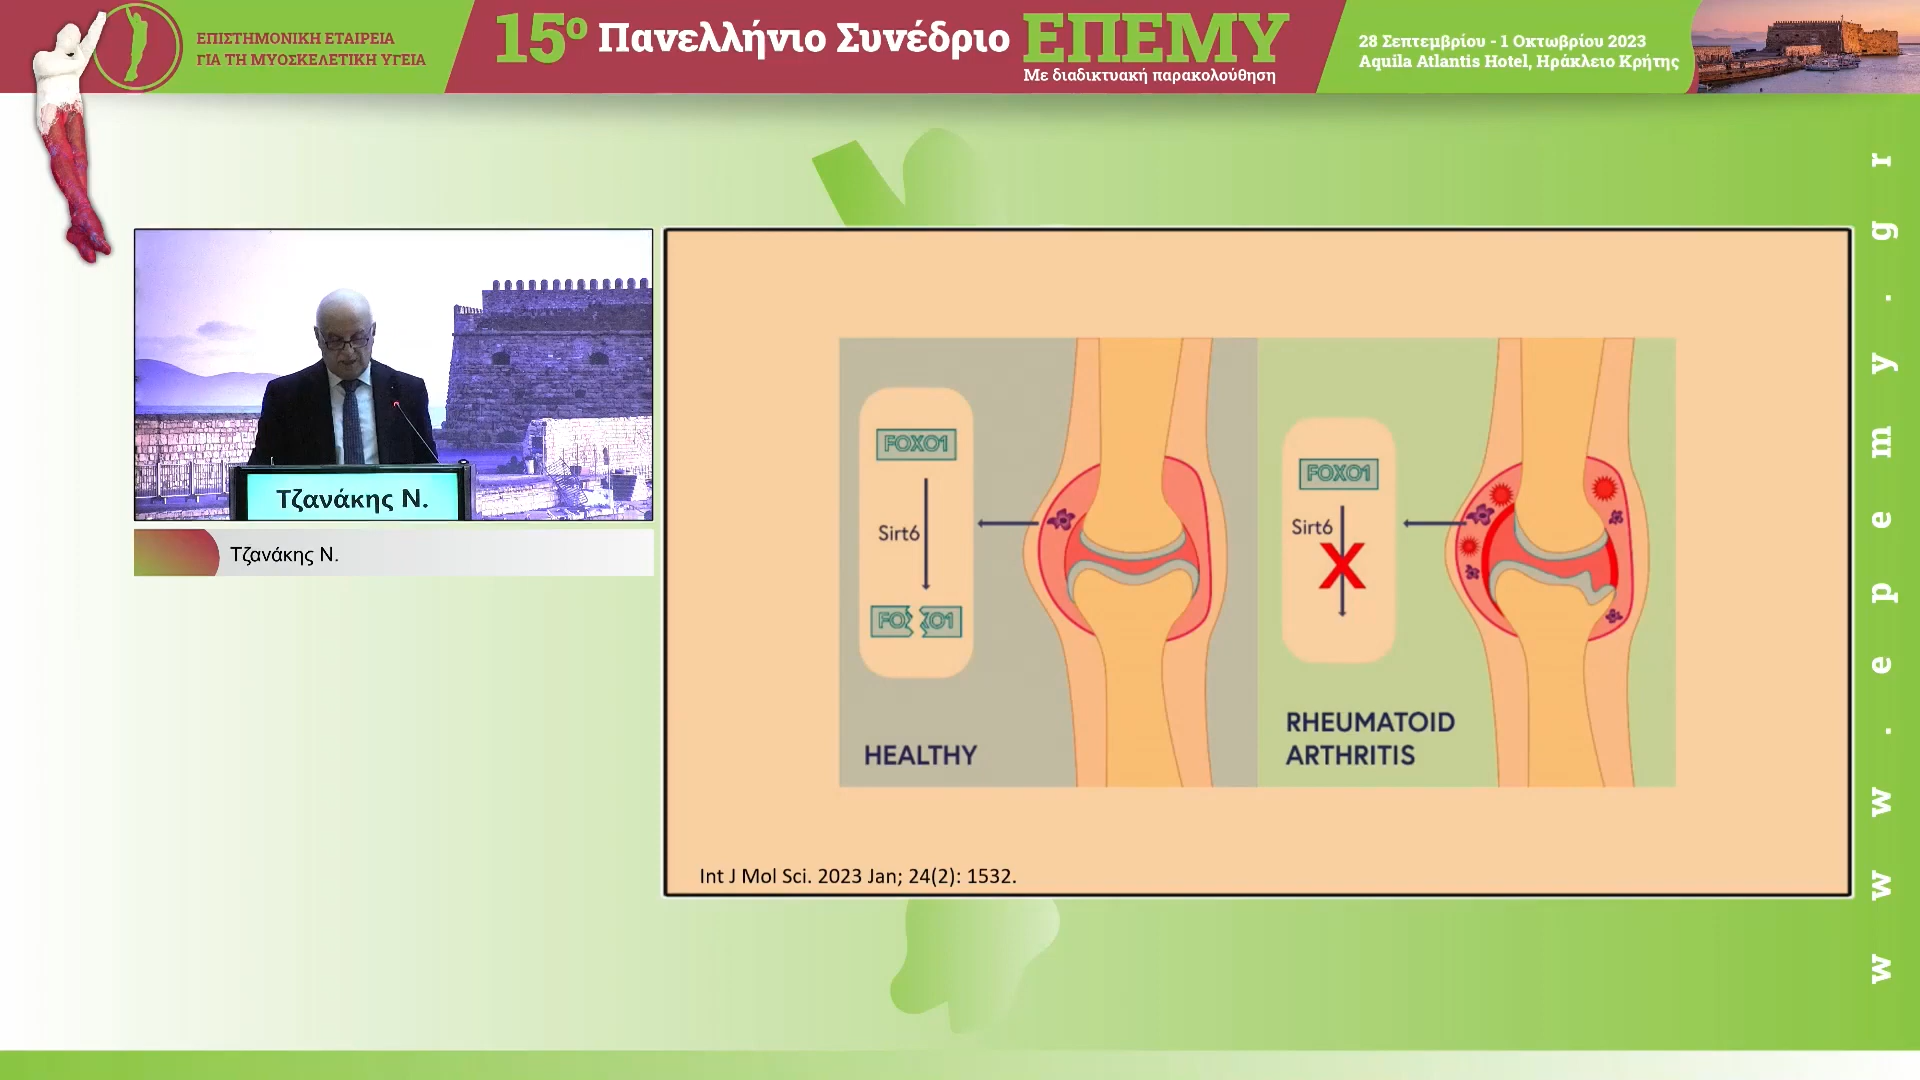 ΕΠΙΣΤΗΜΟΝΙΚΗ ΕΤΑΙΡΕΙΑ
ΓΙΑ ΤΗ ΜΥΟΣΚΕΛΕΤΙΚΗ ΥΓΕΙΑ
15ο Πανελλήνιο Συνέδριο ΕΠΕΜΥ
Με διαδικτυακή παρακολούθηση
28 Σεπτεμβρίου - 1 Οκτωβρίου 2023
Aquila Atlantis Hotel, Ηράκλειο Κρήτης
Τζανάκης Ν.
Τζανάκης Ν.
FOXO1
Sirt6
FOX XO1
HEALTHY
FOXO1
Sirt6
X
RHEUMATOID
ARTHRITIS
Int J Mol Sci. 2023 Jan; 24(2): 1532.
www.epemy.gr